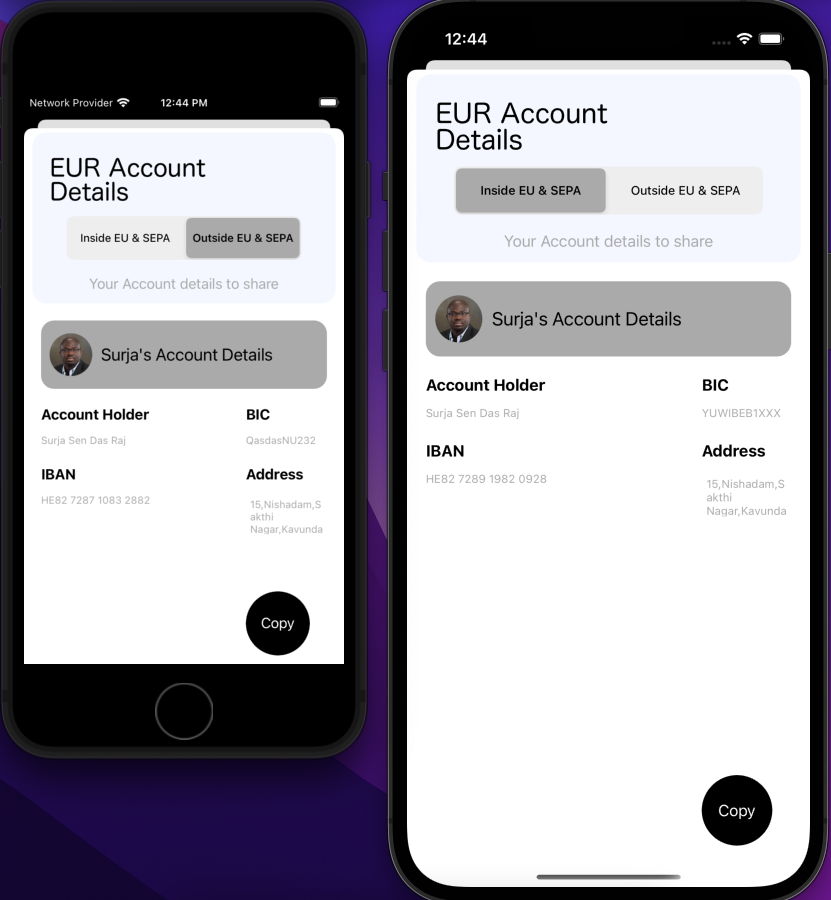 Network Provider
12:44 PM
EUR Account
Details
Inside EU & SEPA
Outside EU & SEPA
Your Account details to share
Surja's Account Details
Account Holder
BIC
Surja Sen Das Raj
QasdasNU232
IBAN
Address
HE82 7287 1083 2882
15,Nishadam,S
akthi
Nagar,Kavunda
Copy
12:44
EUR Account
Details
Inside EU & SEPA
Outside EU & SEPA
Your Account details to share
Surja's Account Details
Account Holder
BIC
Surja Sen Das Raj
YUWIBEB1XXX
IBAN
Address
HE82 7289 1982 0928
15,Nishadam,S
akthi
Nagar,Kavunda
Copy